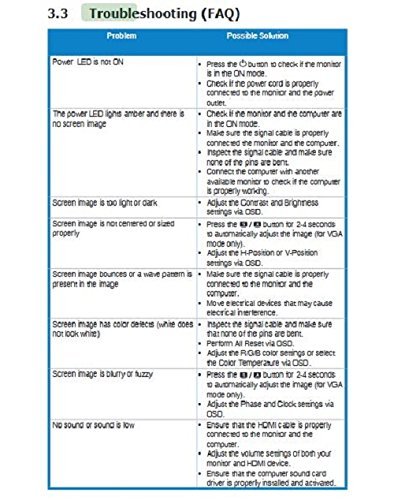 3.3 Troubleshooting (FAQ)
Problem Possible Solution
Power LED is not ON
• Press the button to check if the monitor
is in the ON mode.
• Check if the power cord is properly
connected to the monitor and the power
outlet.
The power LED lights amber and there is
no screen image
• Check if the monitor and the computer are
in the ON mode.
• Make sure the signal cable is properly
connected the monitor and the computer.
• Inspect the signal cable and make sure
none of the pins are bent.
• Connect the computer with another
available monitor to check if the computer
is properly working.
Screen image is too light or dark
• Adjust the Contrast and Brightness
settings via OSD.
Screen image is not centered or sized
properly
• Press the / A button for 2-4 seconds
to automatically adjust the image (for VGA
mode only).
• Adjust the H-Position or V-Position
settings via OSD.
Screen image bounces or a wave pattern is
present in the image
• Make sure the signal cable is properly
connected to the monitor and the
computer.
• Move electrical devices that may cause
electrical interference.
Screen image has color defects (white does
not look white)
• Inspect the signal cable and make sure
that none of the pins are bent.
• Perform All Reset via OSD.
• Adjust the R/G/B color settings or select
the Color Temperature via OSD.
Screen image is blurry or fuzzy
• Press the / A button for 2-4 seconds
to automatically adjust the image (for VGA
mode only).
• Adjust the Phase and Clock settings via
OSD.
No sound or sound is low
• Ensure that the HDMI cable is properly
connected to the monitor and the
computer.
• Adjust the volume settings of both your
monitor and HDMI device.
• Ensure that the computer sound card
driver is properly installed and activated.